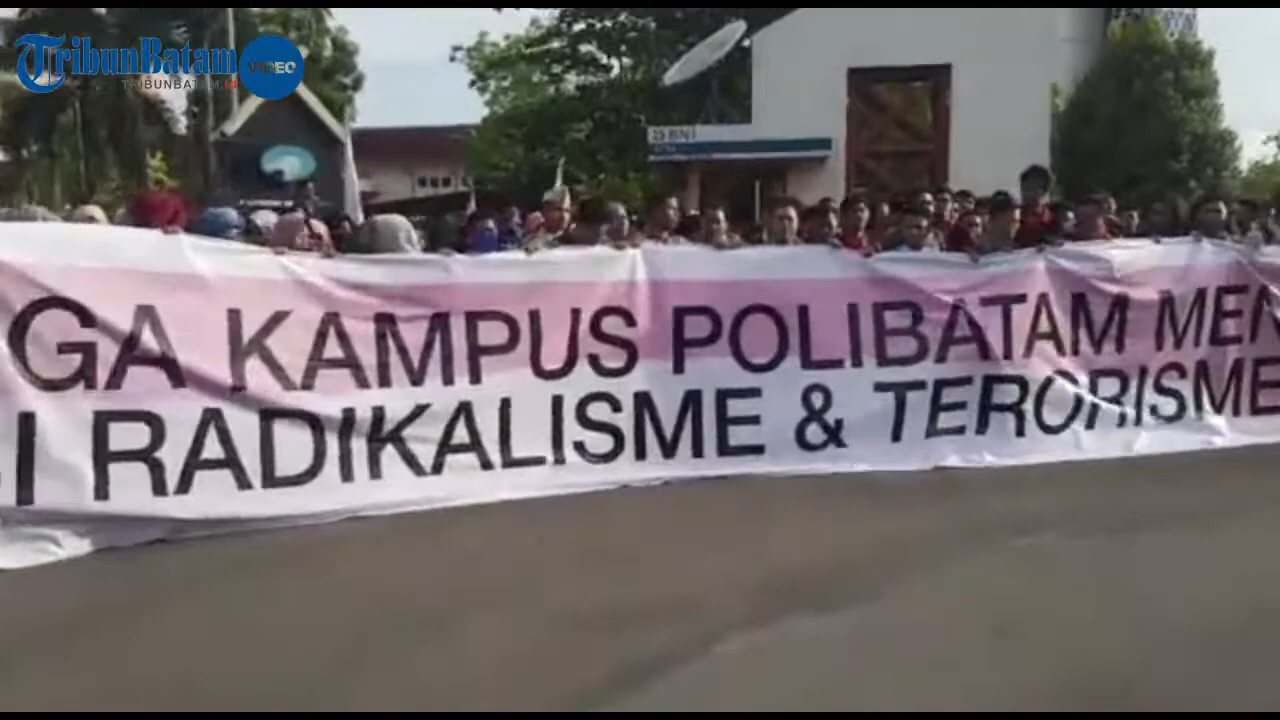 TribunBatam VIDEO
TRIBUNBATAM.ID
BNI
GA KAMPUS POLIBATAM MEN
I RADIKALISME & TERORISME